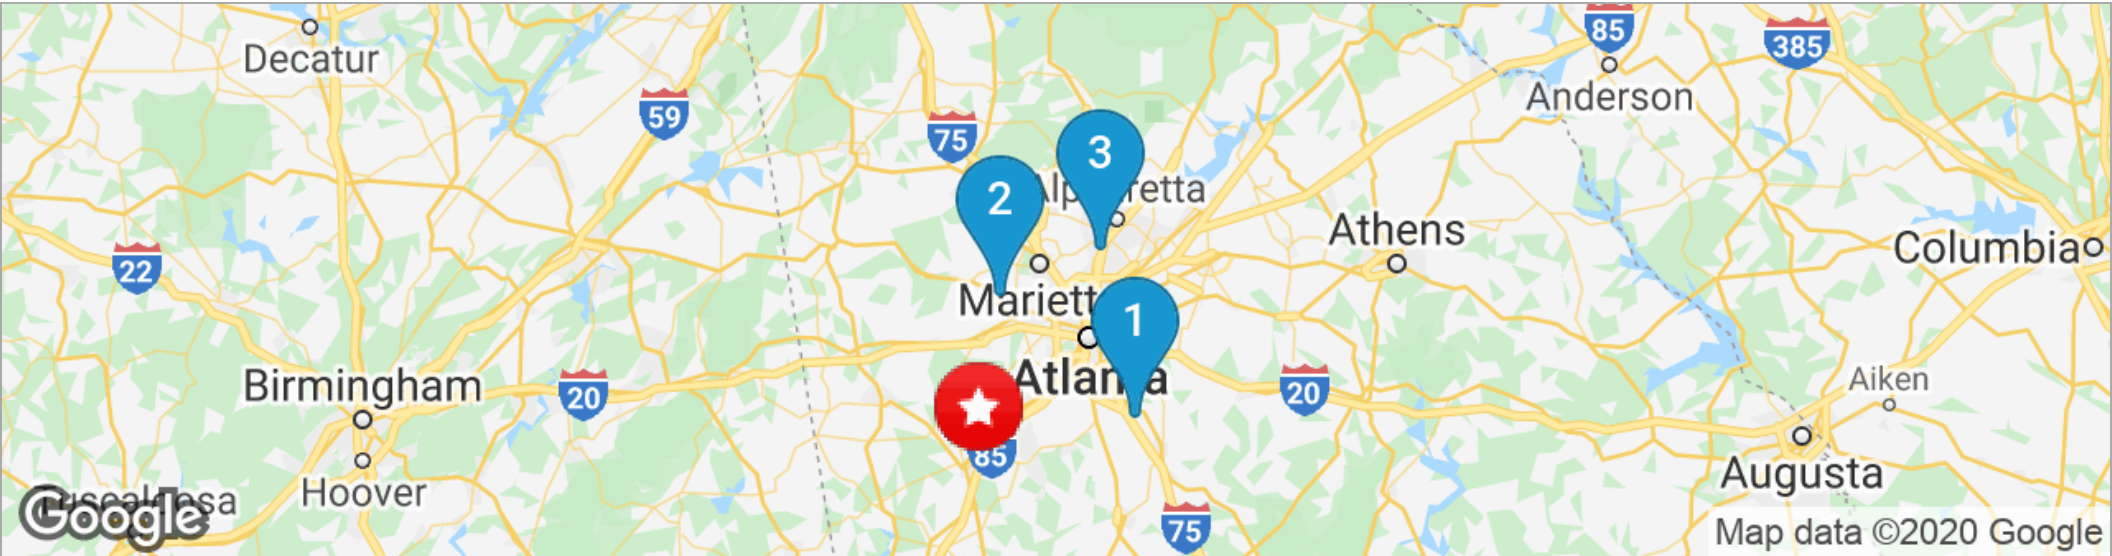 85
385
Decatur
Anderson
59
75
3
2
Alpharetta
Athens
Columbia
22
Mariett
1
Atlanta
Birmingham
20
20
Aiken
85
Augusta
Hoover
Tuscaloosa
Google
75
Map data ©2020 Google